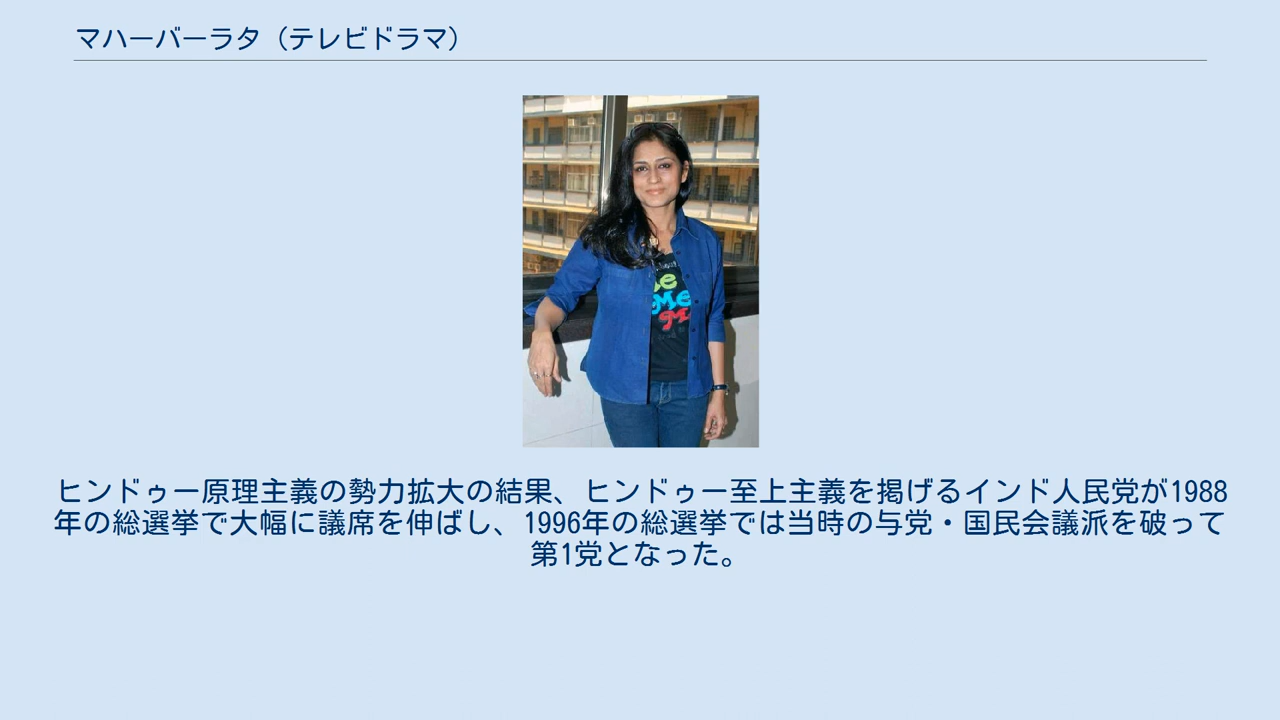 マハーバーラタ（テレビドラマ）
e
Me
M
ヒンドゥー原理主義の勢力拡大の結果、ヒンドゥー至上主義を掲げるインド人民党が1988
年の総選挙で大幅に議席を伸ばし、1996年の総選挙では当時の与党・国民会議派を破って
第1党となった。